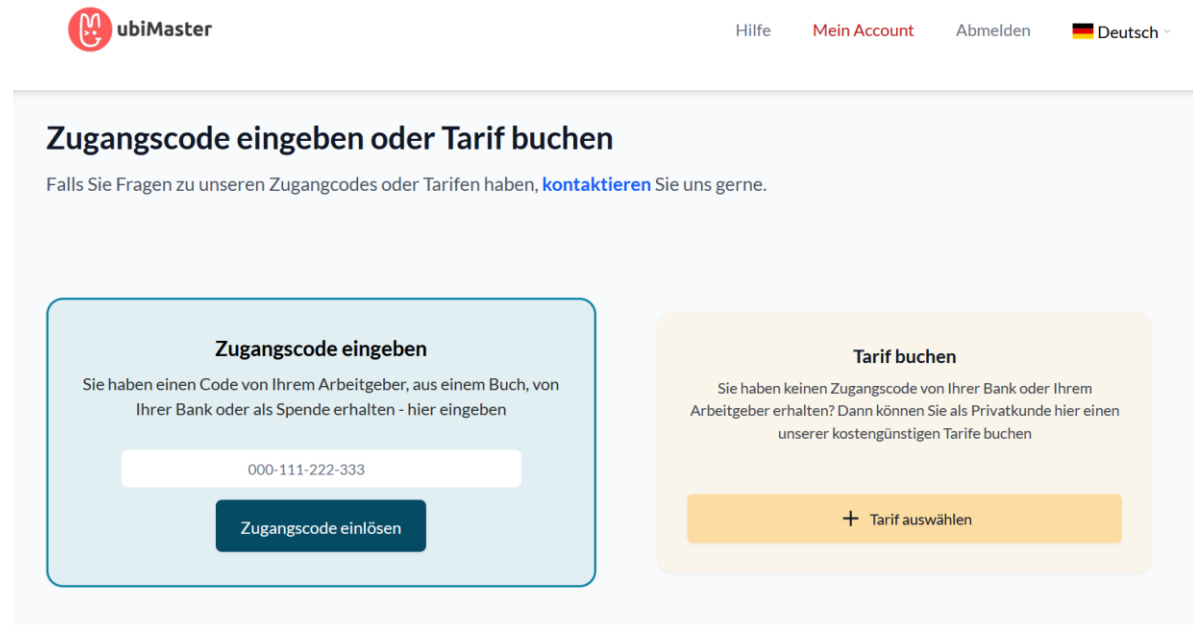 ubiMaster
Hilfe
Mein Account
Abmelden
Deutsch
Zugangscode eingeben oder Tarif buchen
Falls Sie Fragen zu unseren Zugangcodes oder Tarifen haben, kontaktieren Sie uns gerne.
Zugangscode eingeben
Sie haben einen Code von Ihrem Arbeitgeber, aus einem Buch, von
Ihrer Bank oder als Spende erhalten - hier eingeben
000-111-222-333
Zugangscode einlösen
Tarif buchen
Sie haben keinen Zugangscode von Ihrer Bank oder Ihrem
Arbeitgeber erhalten? Dann können Sie als Privatkunde hier einen
unserer kostengünstigen Tarife buchen
+ Tarif auswählen